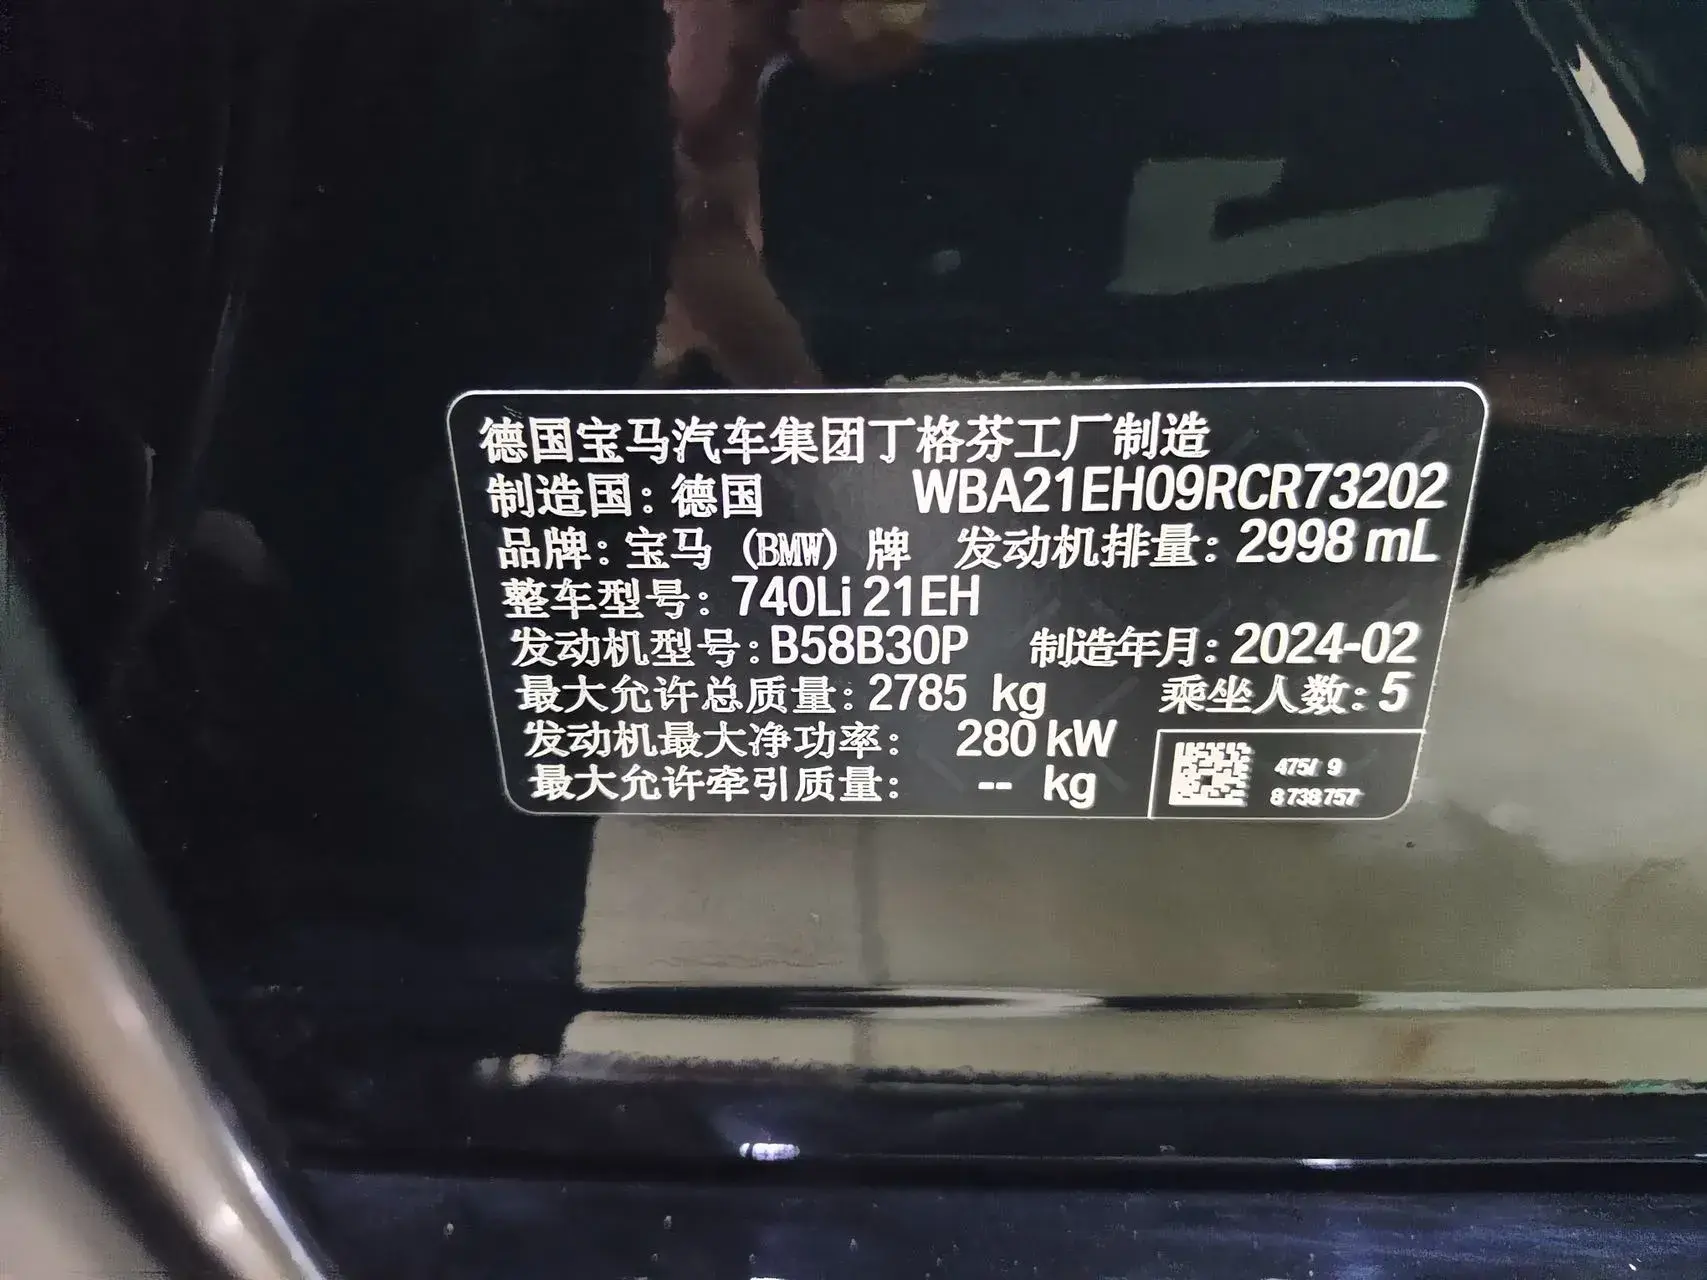 德国宝马汽车集团丁格芬工厂制造
制造国：德国 WBA21EH09RCR73202
品牌：宝马（BMW）牌 发动机排量：2998 mL
整车型号：740Li 21EH
发动机型号：B58B30P 制造年月：2024-02
最大允许总质量：2785 kg 乘坐人数：5
发动机最大净功率： 280 kW
最大允许牵引质量： -- kg
8738757